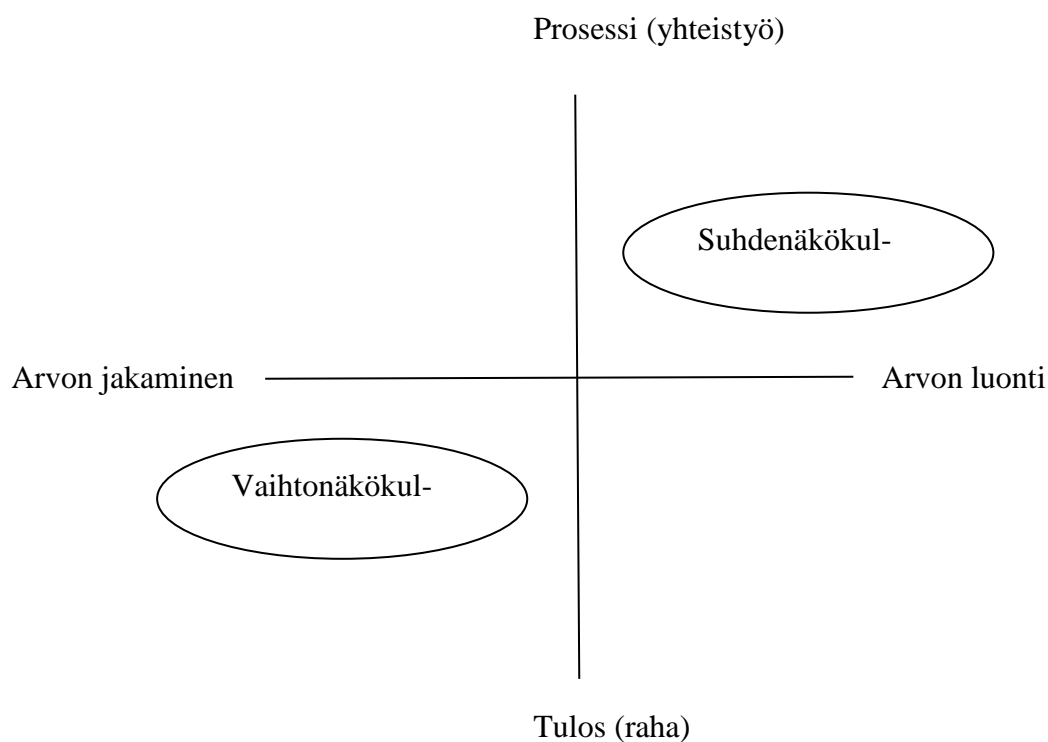 Prosessi (yhteistyö)
Suhdenäkökul-
Arvon jakaminen
Arvon luonti
Vaihtonäkökul-
Tulos (raha)